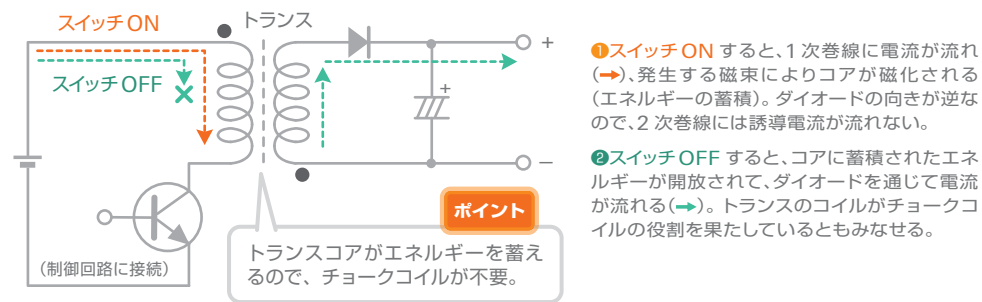 スイッチON
トランス
スイッチOFF
+
+
−
(制御回路に接続)
ポイント
トランスコアがエネルギーを蓄え
るので、チョークコイルが不要。
❶スイッチON すると、1次巻線に電流が流れ
(→)、発生する磁束によりコアが磁化される
(エネルギーの蓄積)。ダイオードの向きが逆な
ので、2次巻線には誘導電流が流れない。
❷スイッチOFF すると、コアに蓄積されたエネ
ルギーが開放されて、ダイオードを通じて電流
が流れる(→)。トランスのコイルがチョークコ
イルの役割を果たしているともみなせる。